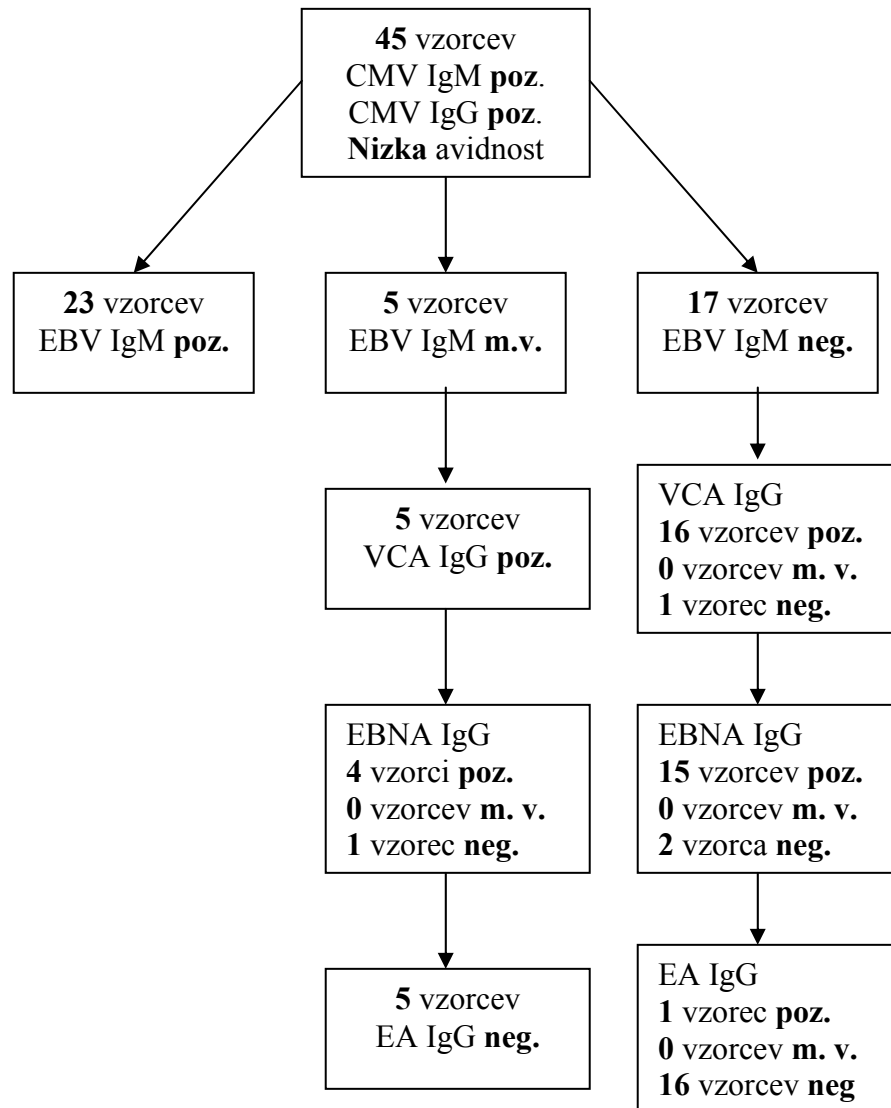 45 vzorcev
CMV IgM poz.
CMV IgG poz.
Nizka avidnost
23 vzorcev
EBV IgM poz.
5 vzorcev
EBV IgM m.v.
17 vzorcev
EBV IgM neg.
5 vzorcev
VCA IgG poz.
VCA IgG
16 vzorcev poz.
0 vzorcev m. v.
1 vzorec neg.
EBNA IgG
4 vzorci poz.
0 vzorcev m. v.
1 vzorec neg.
EBNA IgG
15 vzorcev poz.
0 vzorcev m. v.
2 vzorca neg.
5 vzorcev
EA IgG neg.
EA IgG
1 vzorec poz.
0 vzorcev m. v.
16 vzorcev neg